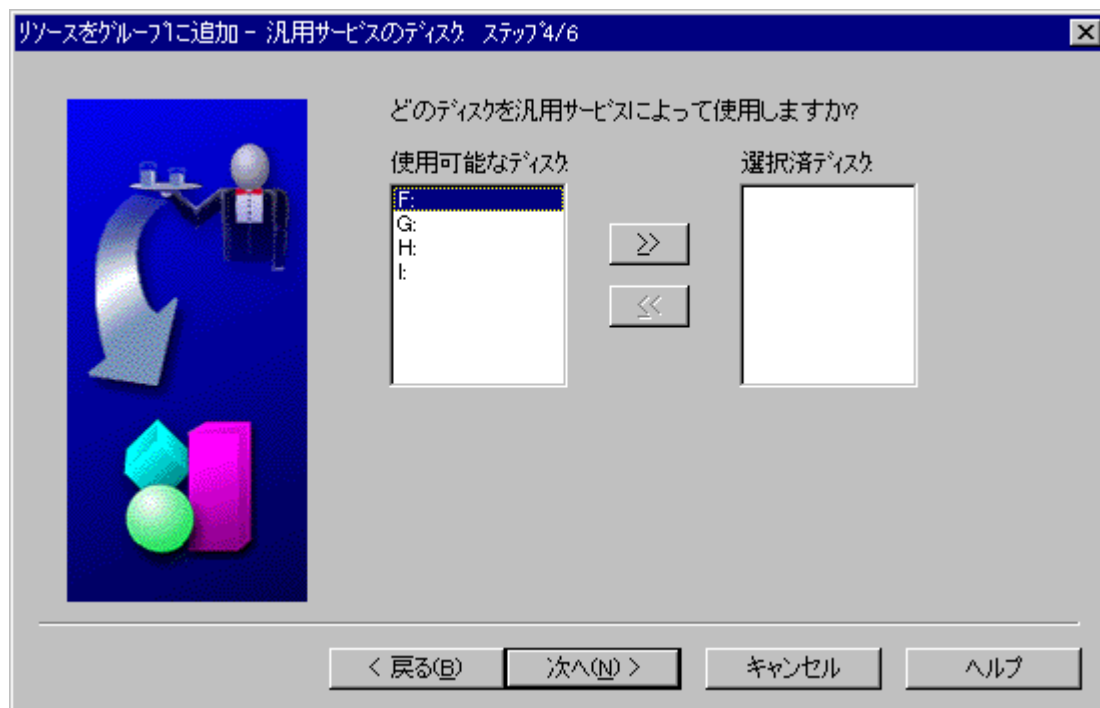 リソースをグループに追加 - 汎用サービスのディスク ステップ4/6
どのディスクを汎用サービスによって使用しますか?
使用可能なディスク
選択済ディスク
F:
G:
H:
I:
>>
<<
< 戻る(B)
次へ(N) >
キャンセル
ヘルプ